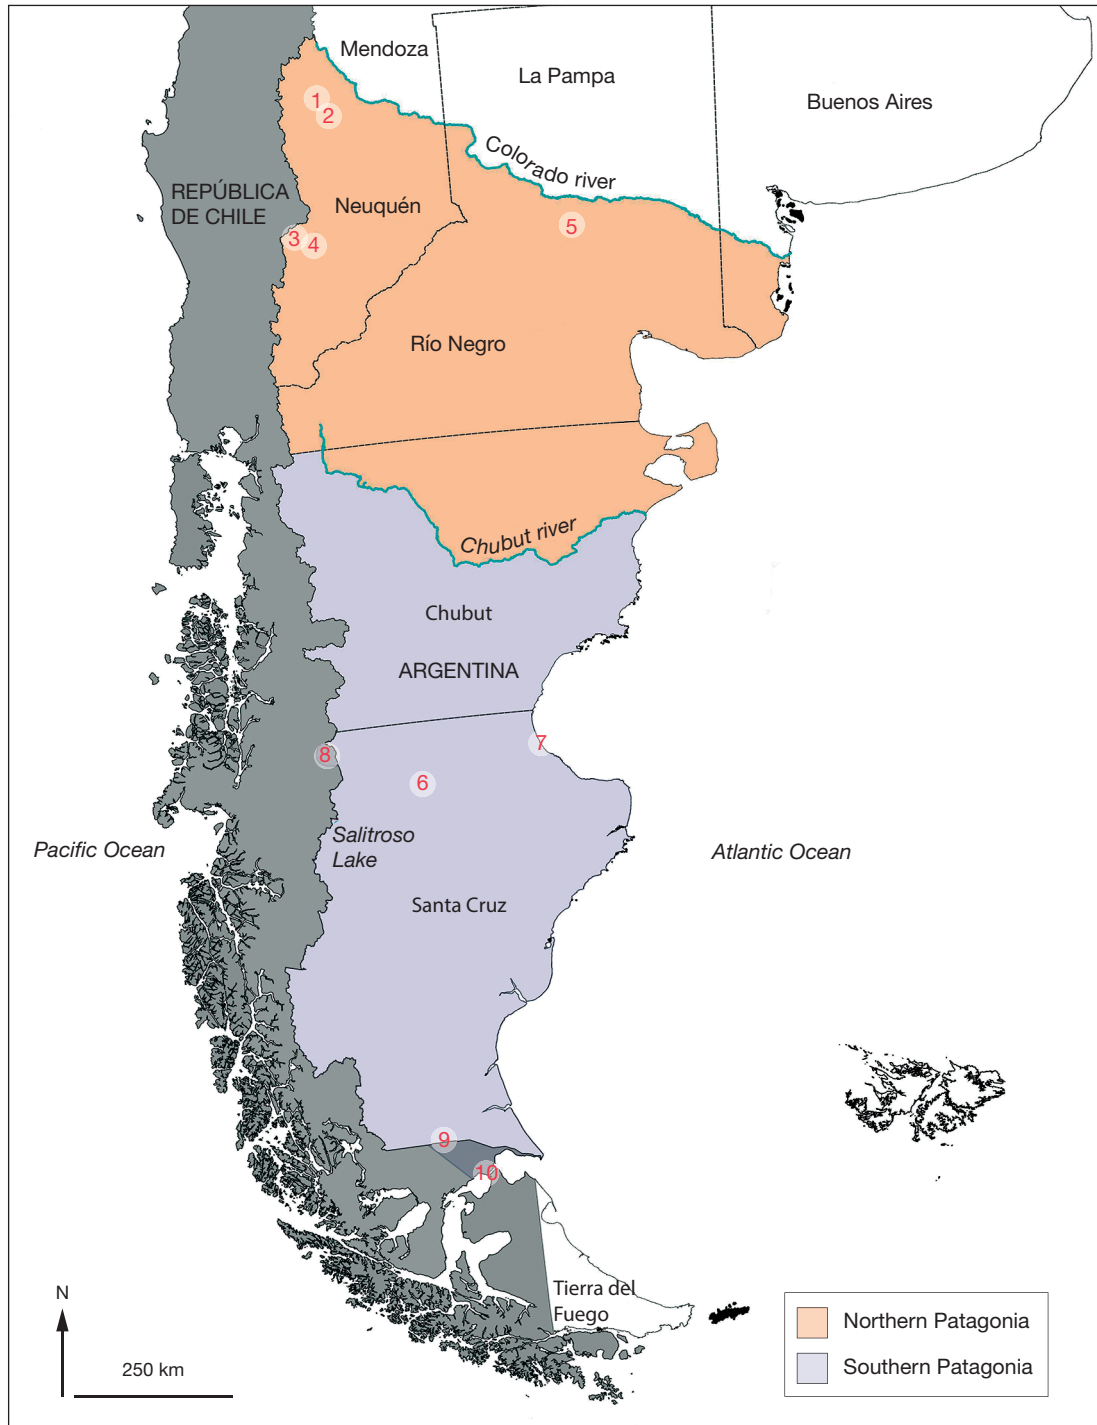 Mendoza
La Pampa
Buenos Aires
1
2
Colorado river
REPÚBLICA
DE CHILE
Neuquén
3
4
5
Río Negro
Chubut river
Chubut
ARGENTINA
7
8
6
Salitroso
Lake
Pacific Ocean
Atlantic Ocean
Santa Cruz
9
10
Tierra del
Fuego
N
250 km
Northern Patagonia
Southern Patagonia